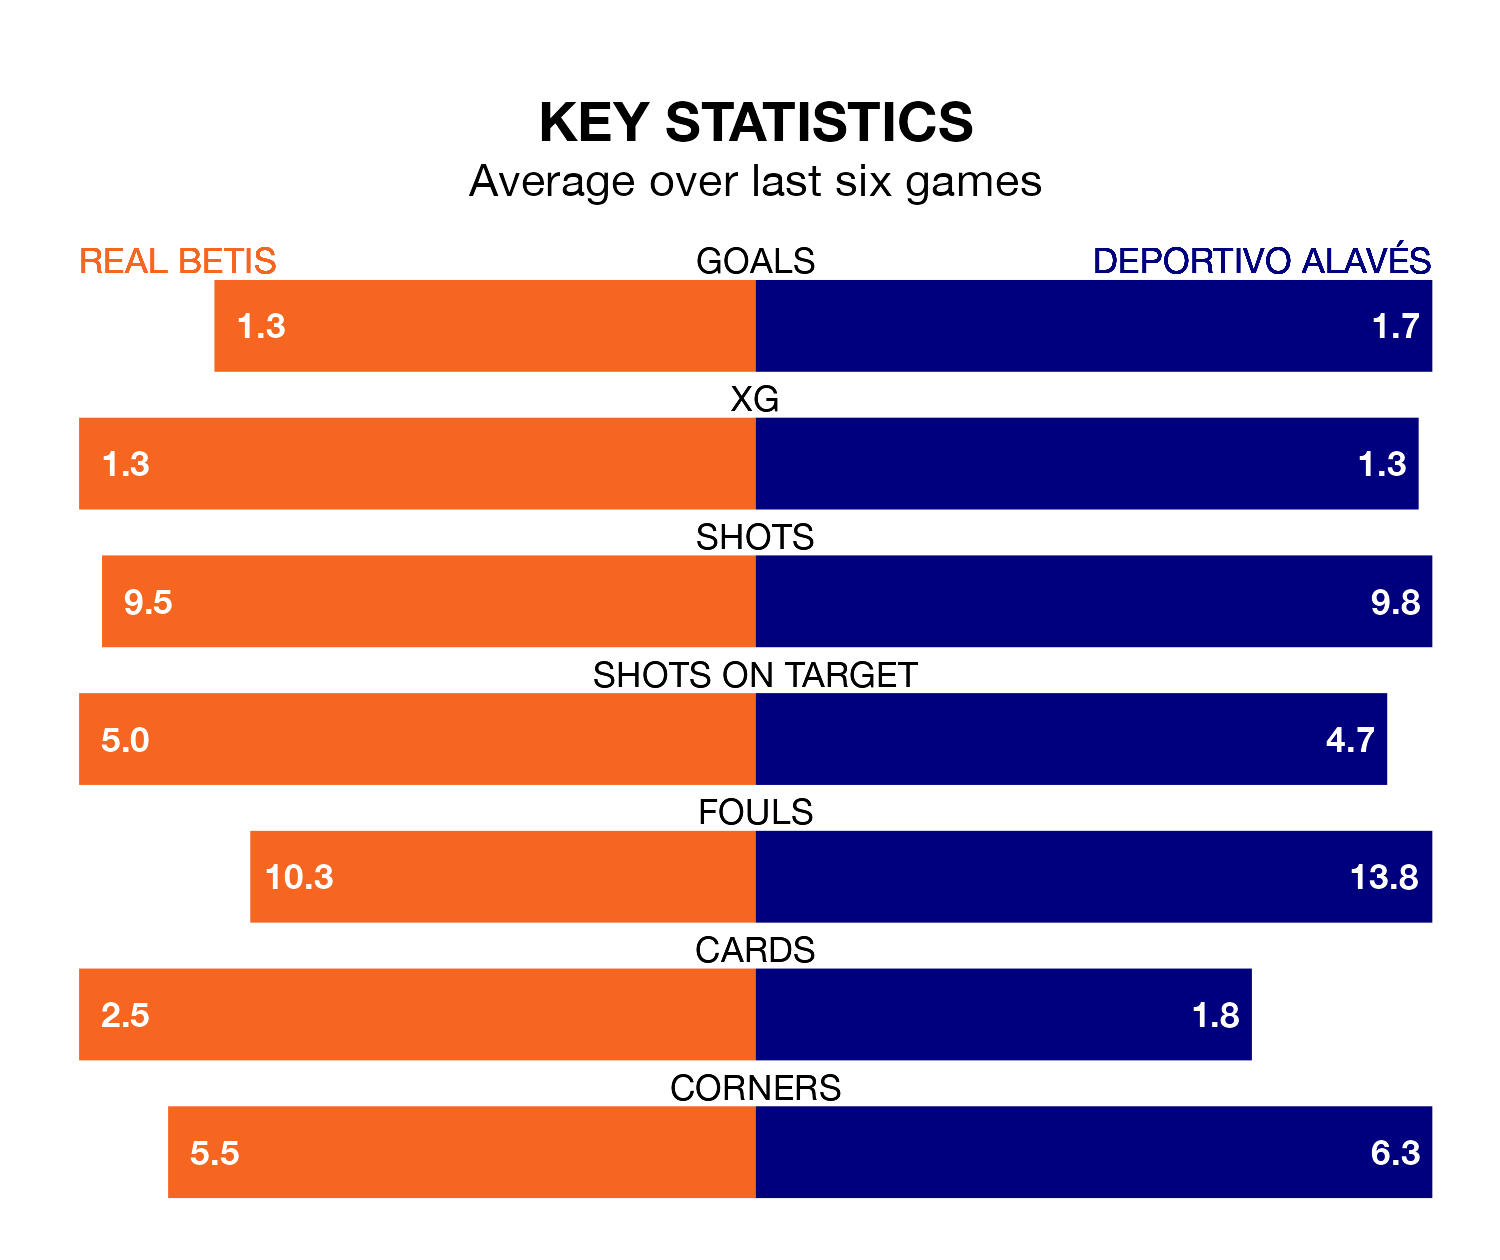 KEY STATISTICS
Average over last six games
REAL BETIS GOALS DEPORTIVO ALAVÉS
1.3 1.7
XG
1.3 1.3
SHOTS
9.5 9.8
SHOTS ON TARGET
5.0 4.7
FOULS
10.3 13.8
CARDS
2.5 1.8
CORNERS
5.5 6.3